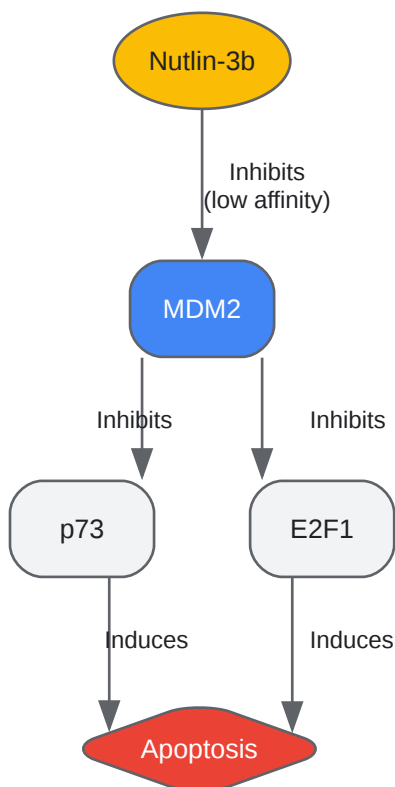 Nutlin-3b
Inhibits
(low affinity)
MDM2
Inhibits
Inhibits
p73
E2F1
Induces
Induces
Apoptosis